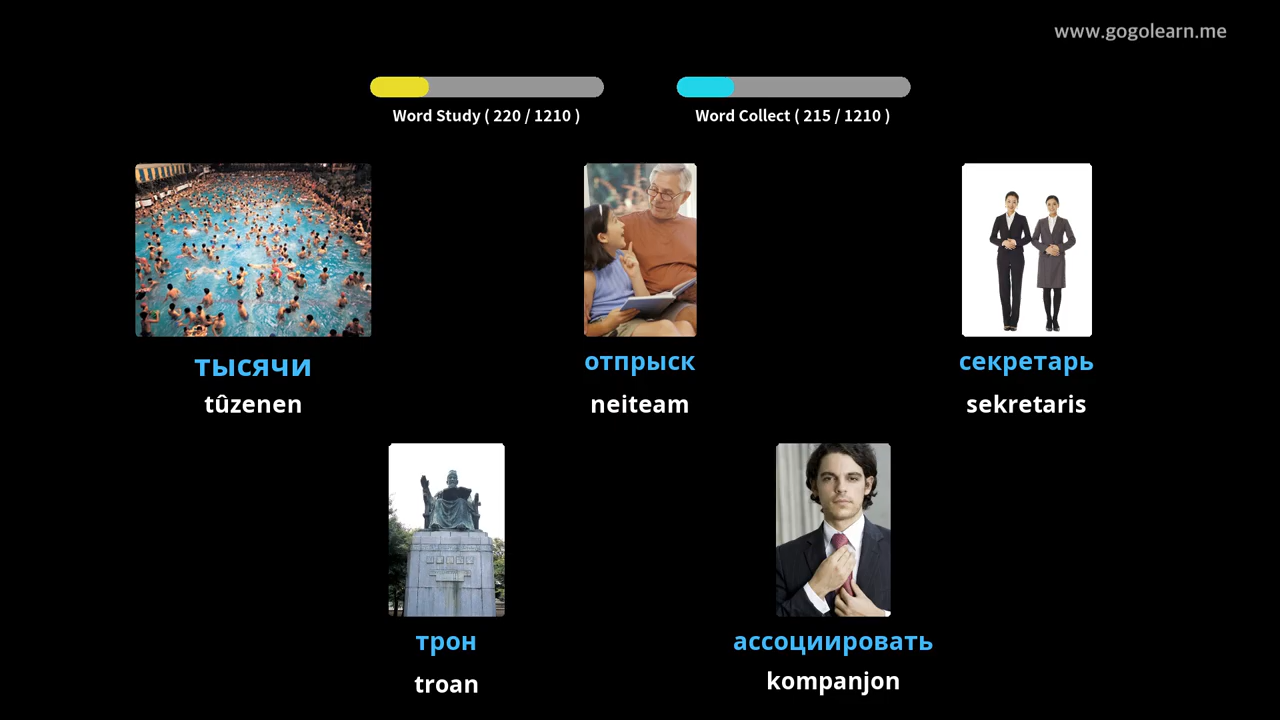 www.gogolearn.me
Word Study ( 220 / 1210 )
Word Collect ( 215 / 1210 )
тысячи
tûzenen
отпрыск
neiteam
секретарь
sekretaris
трон
troan
ассоциировать
kompanjon